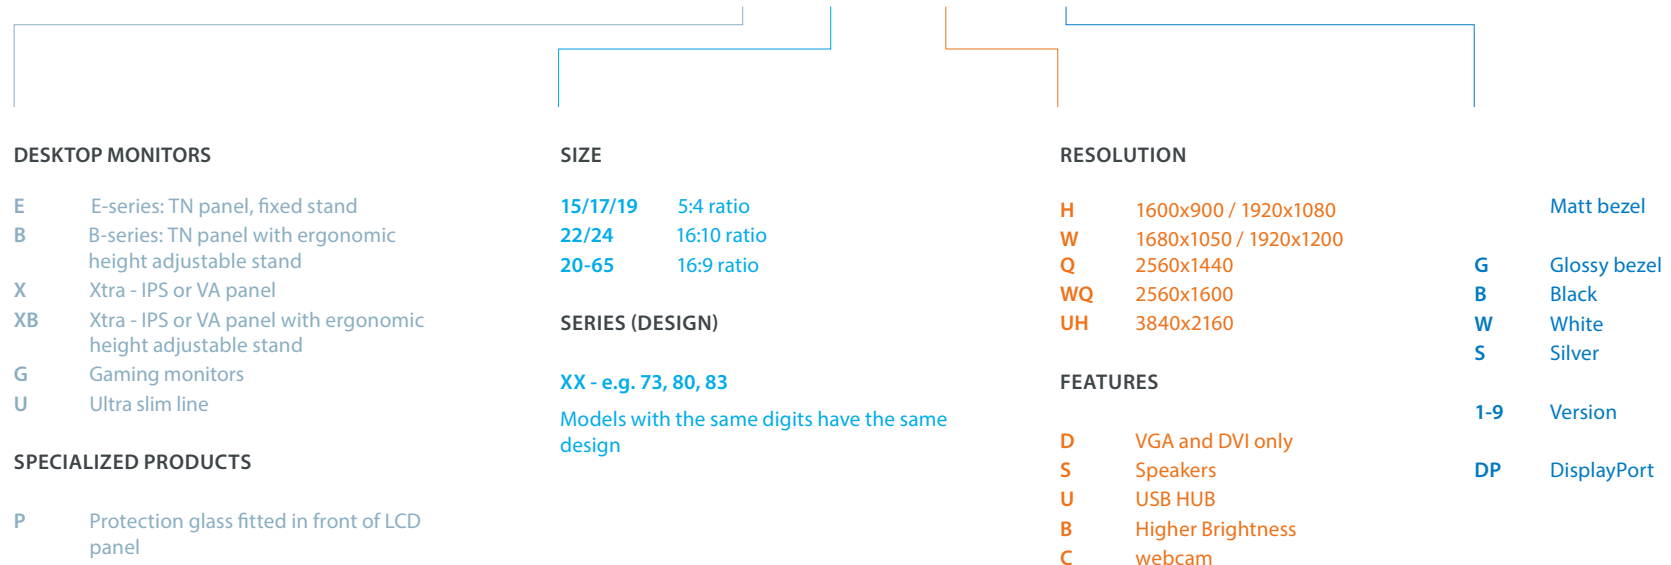 DESKTOP MONITORS
E E-series: TN panel, fixed stand
B B-series: TN panel with ergonomic
height adjustable stand
X Xtra - IPS or VA panel
XB Xtra - IPS or VA panel with ergonomic
height adjustable stand
G Gaming monitors
U Ultra slim line
SPECIALIZED PRODUCTS
P Protection glass fitted in front of LCD
panel
SIZE
15/17/19 5:4 ratio
22/24 16:10 ratio
20-65 16:9 ratio
SERIES (DESIGN)
XX - e.g. 73, 80, 83
Models with the same digits have the same
design
RESOLUTION
H 1600x900 / 1920x1080
W 1680x1050 / 1920x1200
Q 2560x1440
WQ 2560x1600
UH 3840x2160
FEATURES
D VGA and DVI only
S Speakers
U USB HUB
B Higher Brightness
C webcam
Matt bezel
G Glossy bezel
B Black
W White
S Silver
1-9 Version
DP DisplayPort